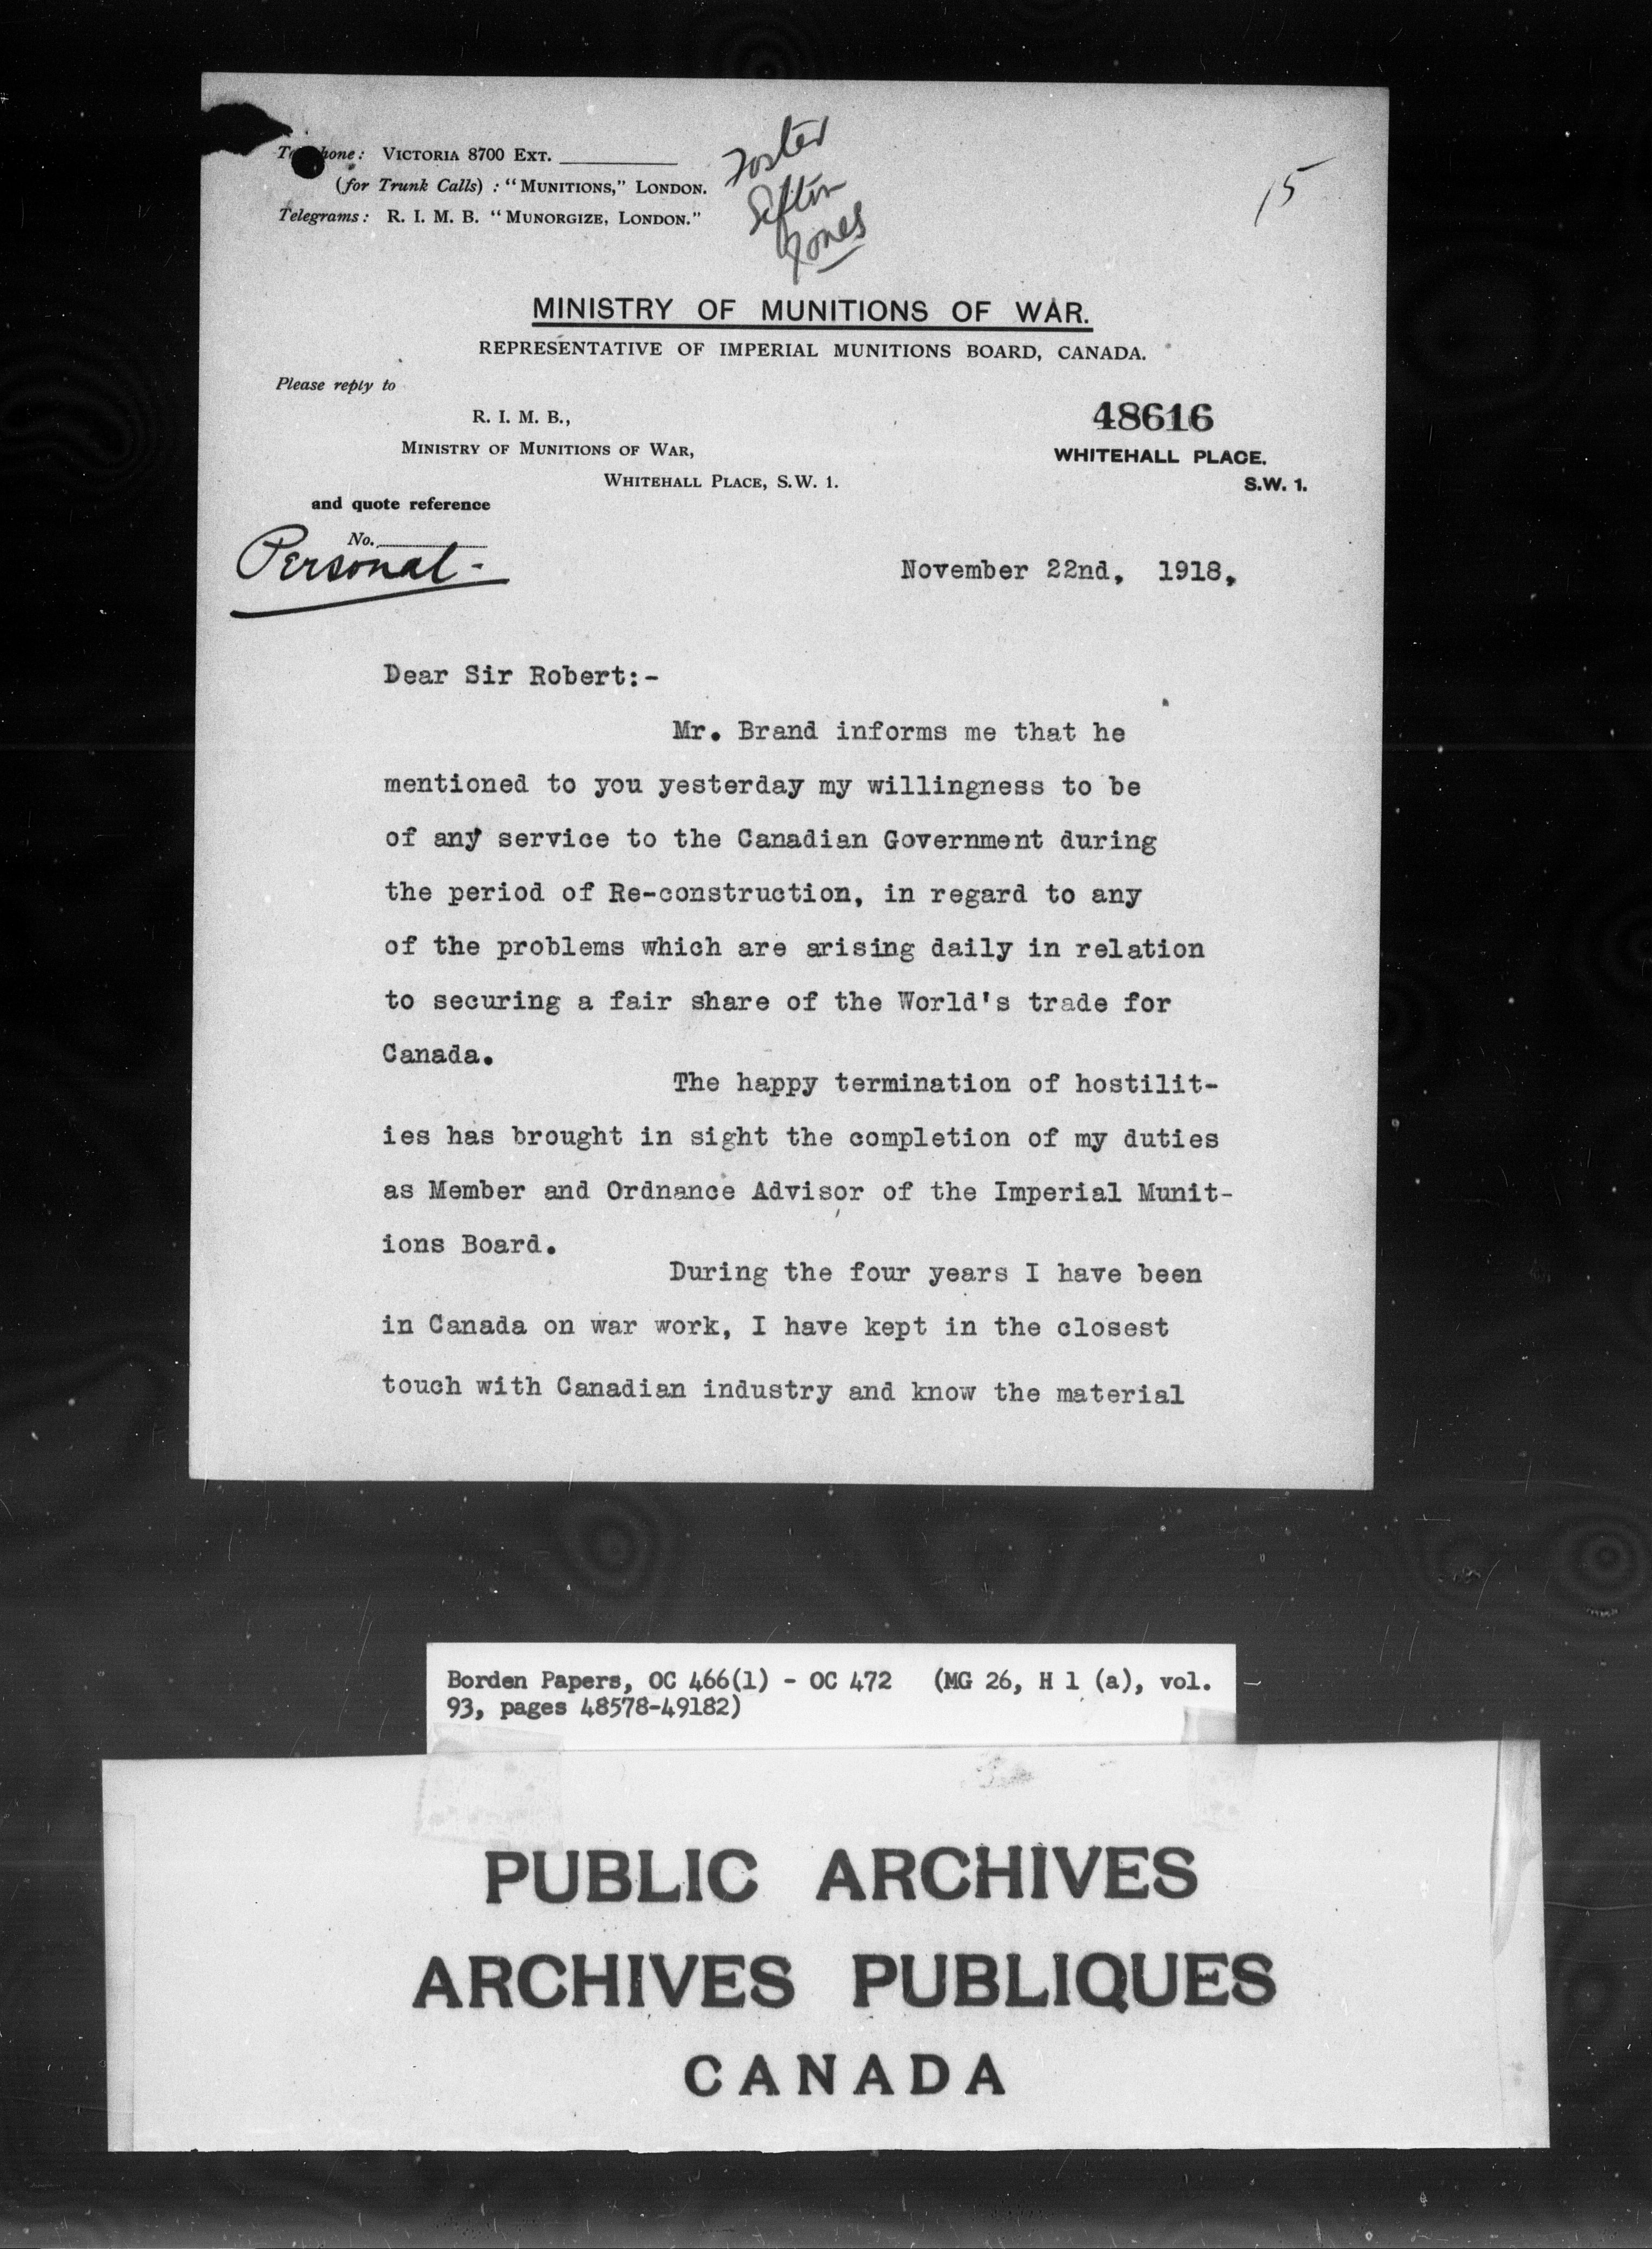 Telephone: VICTORIA 8700 EXT.
(for Trunk Calls) : "MUNITIONS," LONDON.
Telegrams: R. I. M. B. "MUNORGIZE, LONDON."
Foster
Sifton
Jones
15
MINISTRY OF MUNITIONS OF WAR.
REPRESENTATIVE OF IMPERIAL MUNITIONS BOARD, CANADA.
Please reply to
R. I. M. B.,
MINISTRY OF MUNITIONS OF WAR,
WHITEHALL PLACE, S.W. 1.
and quote reference
No.
Personal -
48616
WHITEHALL PLACE.
S.W. 1.
November 22nd, 1918,
Dear Sir Robert:-
Mr. Brand informs me that he
mentioned to you yesterday my willingness to be
of any service to the Canadian Government during
the period of Re-construction, in regard to any
of the problems which are arising daily in relation
to securing a fair share of the World's trade for
Canada.
The happy termination of hostilit-
ies has brought in sight the completion of my duties
as Member and Ordnance Advisor of the Imperial Munit-
ions Board.
During the four years I have been
in Canada on war work, I have kept in the closest
touch with Canadian industry and know the material
Borden Papers, OC 466(1) - OC 472 (MG 26, H 1 (a), vol.
93, pages 48578-49182)
PUBLIC ARCHIVES
ARCHIVES PUBLIQUES
CANADA